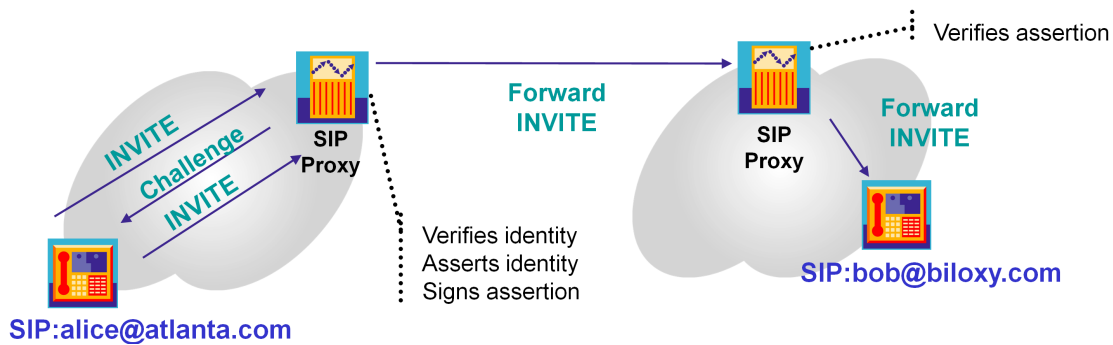 Verifies assertion
Forward
INVITE
INVITE
Challenge
INVITE
SIP
Proxy
SIP
Proxy
Forward
INVITE
Verifies identity
Asserts identity
Signs assertion
SIP:bob@biloxy.com
SIP:alice@atlanta.com